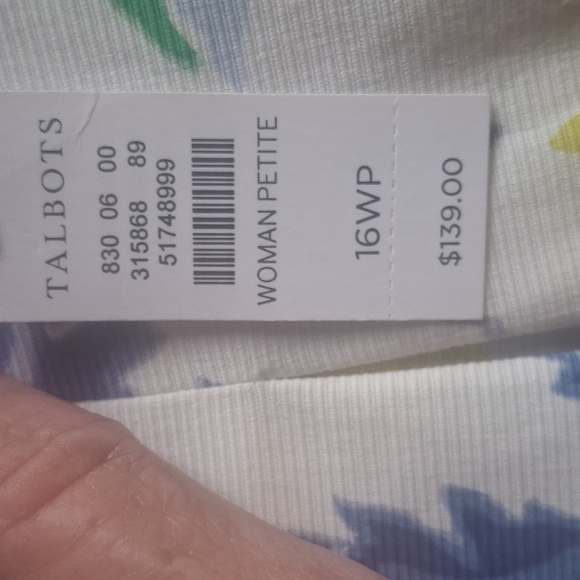 TALBOTS
830 06 00
315868 89
51748999
WOMAN PETITE
16WP
$139.00